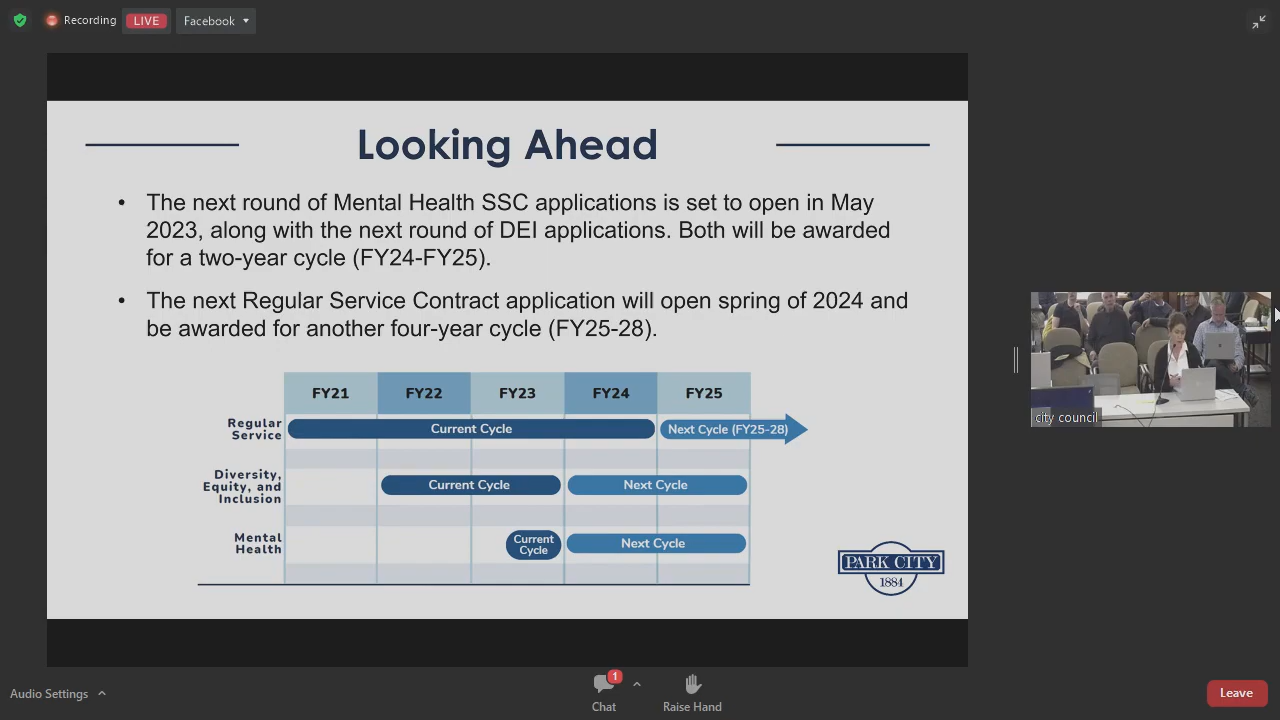 Recording
LIVE
Facebook
Looking Ahead
• The next round of Mental Health SSC applications is set to open in May
2023, along with the next round of DEI applications. Both will be awarded
for a two-year cycle (FY24-FY25).
• The next Regular Service Contract application will open spring of 2024 and
be awarded for another four-year cycle (FY25-28).
FY21 FY22 FY23 FY24 FY25
Regular
Service
Current Cycle
Next Cycle (FY25-28)
Diversity,
Equity, and
Inclusion
Current Cycle
Next Cycle
Mental
Health
Current
Cycle
Next Cycle
PARK CITY
1884
city council
Audio Settings
1
Chat
Raise Hand
Leave